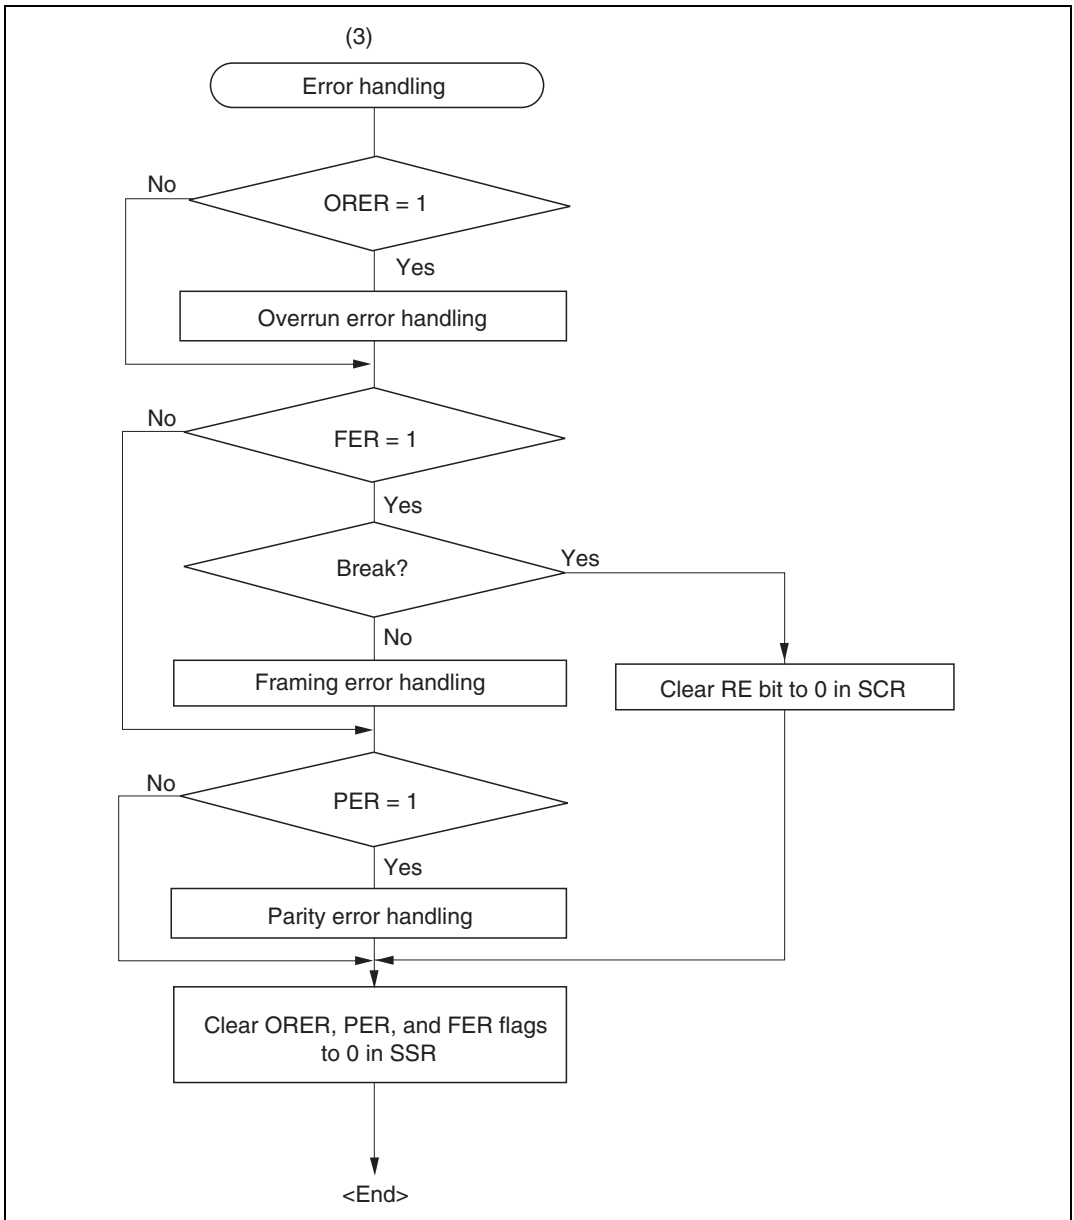 (3)
Error handling
No
ORER = 1
Yes
Overrun error handling
No
FER = 1
Yes
Break?
Yes
No
Framing error handling
Clear RE bit to 0 in SCR
No
PER = 1
Yes
Parity error handling
Clear ORER, PER, and FER flags
to 0 in SSR
<End>